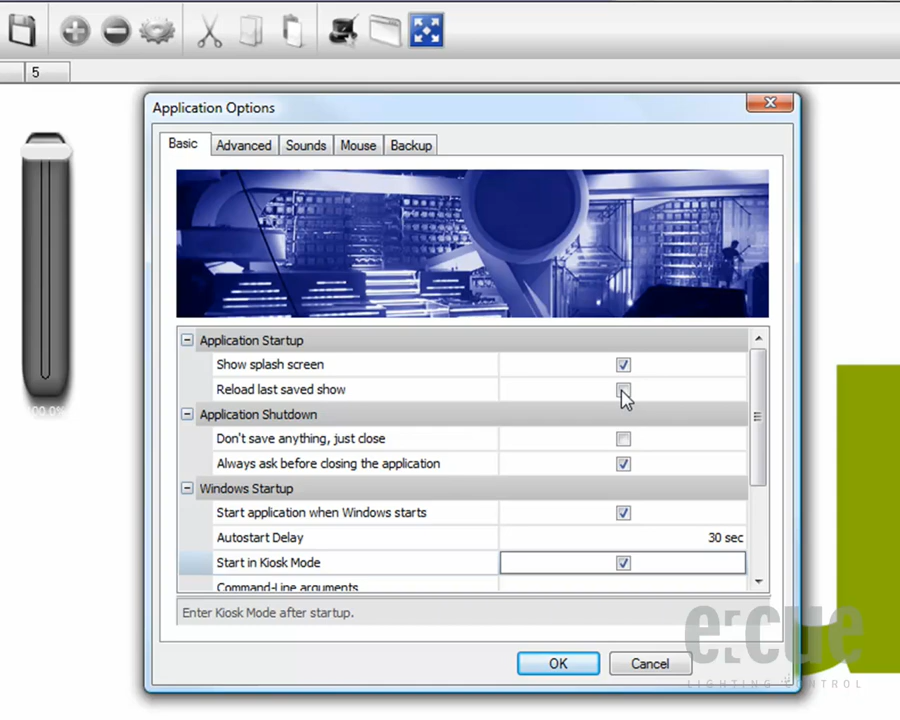 5
Application Options
Basic Advanced Sounds Mouse Backup
Application Startup
Show splash screen
Reload last saved show
Application Shutdown
Don't save anything, just close
Always ask before closing the application
Windows Startup
Start application when Windows starts
Autostart Delay 30 sec
Start in Kiosk Mode
Command-Line arguments
Enter Kiosk Mode after startup.
OK Cancel
e:cue
LIGHTING CONTROL